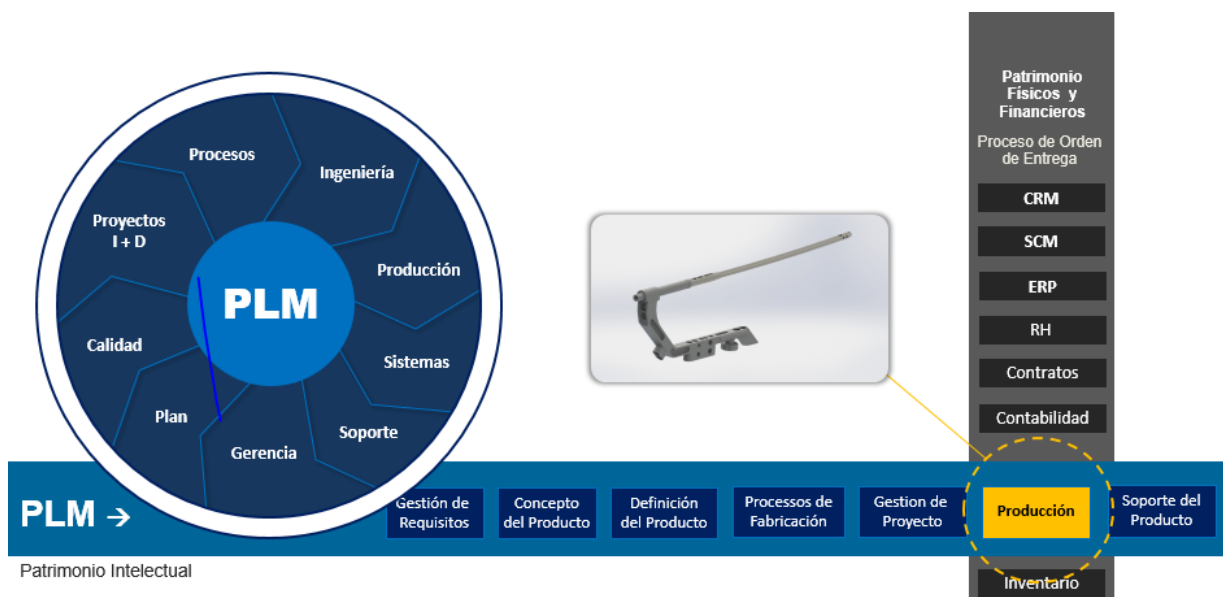 Procesos
Ingeniería
Proyectos
I + D
Producción
PLM
Calidad
Sistemas
Plan
Soporte
Gerencia
Patrimonio
Físicos y
Financieros
Proceso de Orden
de Entrega
CRM
SCM
ERP
RH
Contratos
Contabilidad
PLM →
Gestión de
Requisitos
Concepto
del Producto
Definición
del Producto
Processos de
Fabricación
Gestion de
Proyecto
Producción
Soporte del
Producto
Patrimonio Intelectual
Inventario